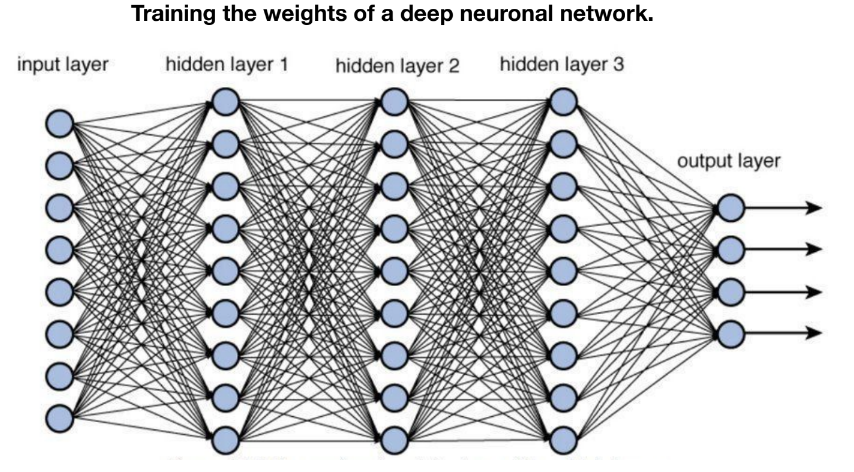 Training the weights of a deep neuronal network.
input layer
hidden layer 1
hidden layer 2
hidden layer 3
output layer